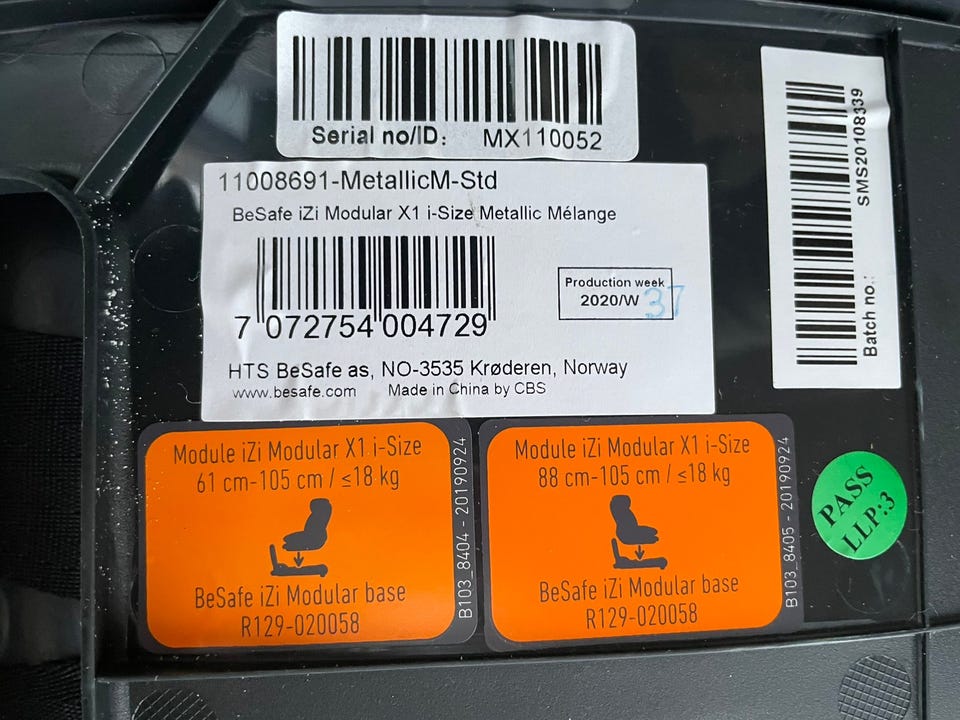 Serial no/ID: MX110052
11008691-MetallicM-Std
BeSafe iZi Modular X1 i-Size Metallic Mélange
7 072754 004729
Production week
2020/W 37
HTS BeSafe as, NO-3535 Krøderen, Norway
www.besafe.com Made in China by CBS
Batch no.: SMS20108339
Module iZi Modular X1 i-Size
61 cm-105 cm / ≤18 kg
BeSafe iZi Modular base
R129-020058
B103_8404 - 20190924
Module iZi Modular X1 i-Size
88 cm-105 cm / ≤18 kg
BeSafe iZi Modular base
R129-020058
B103_8405 - 20190924
PASS
LLP:3